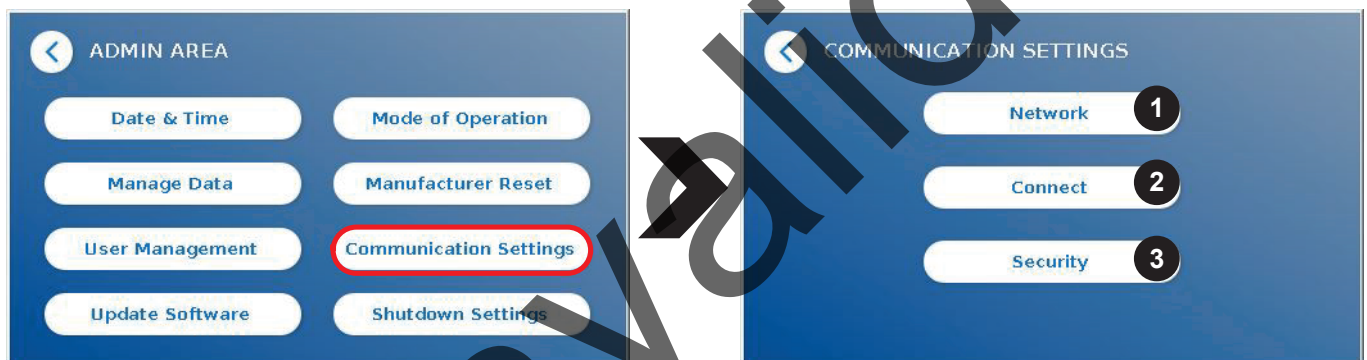 ADMIN AREA
Date & Time
Mode of Operation
Manage Data
Manufacturer Reset
User Management
Communication Settings
Update Software
Shutdown Settings
COMMUNICATION SETTINGS
Network 1
Connect 2
Security 3